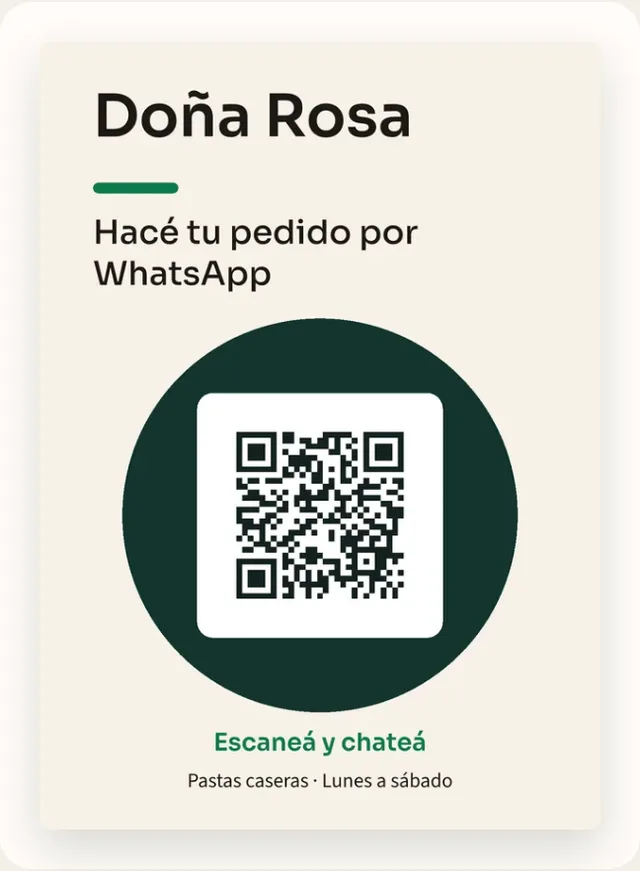 Doña Rosa
Hacé tu pedido por
WhatsApp
Escaneá y chateá
Pastas caseras · Lunes a sábado